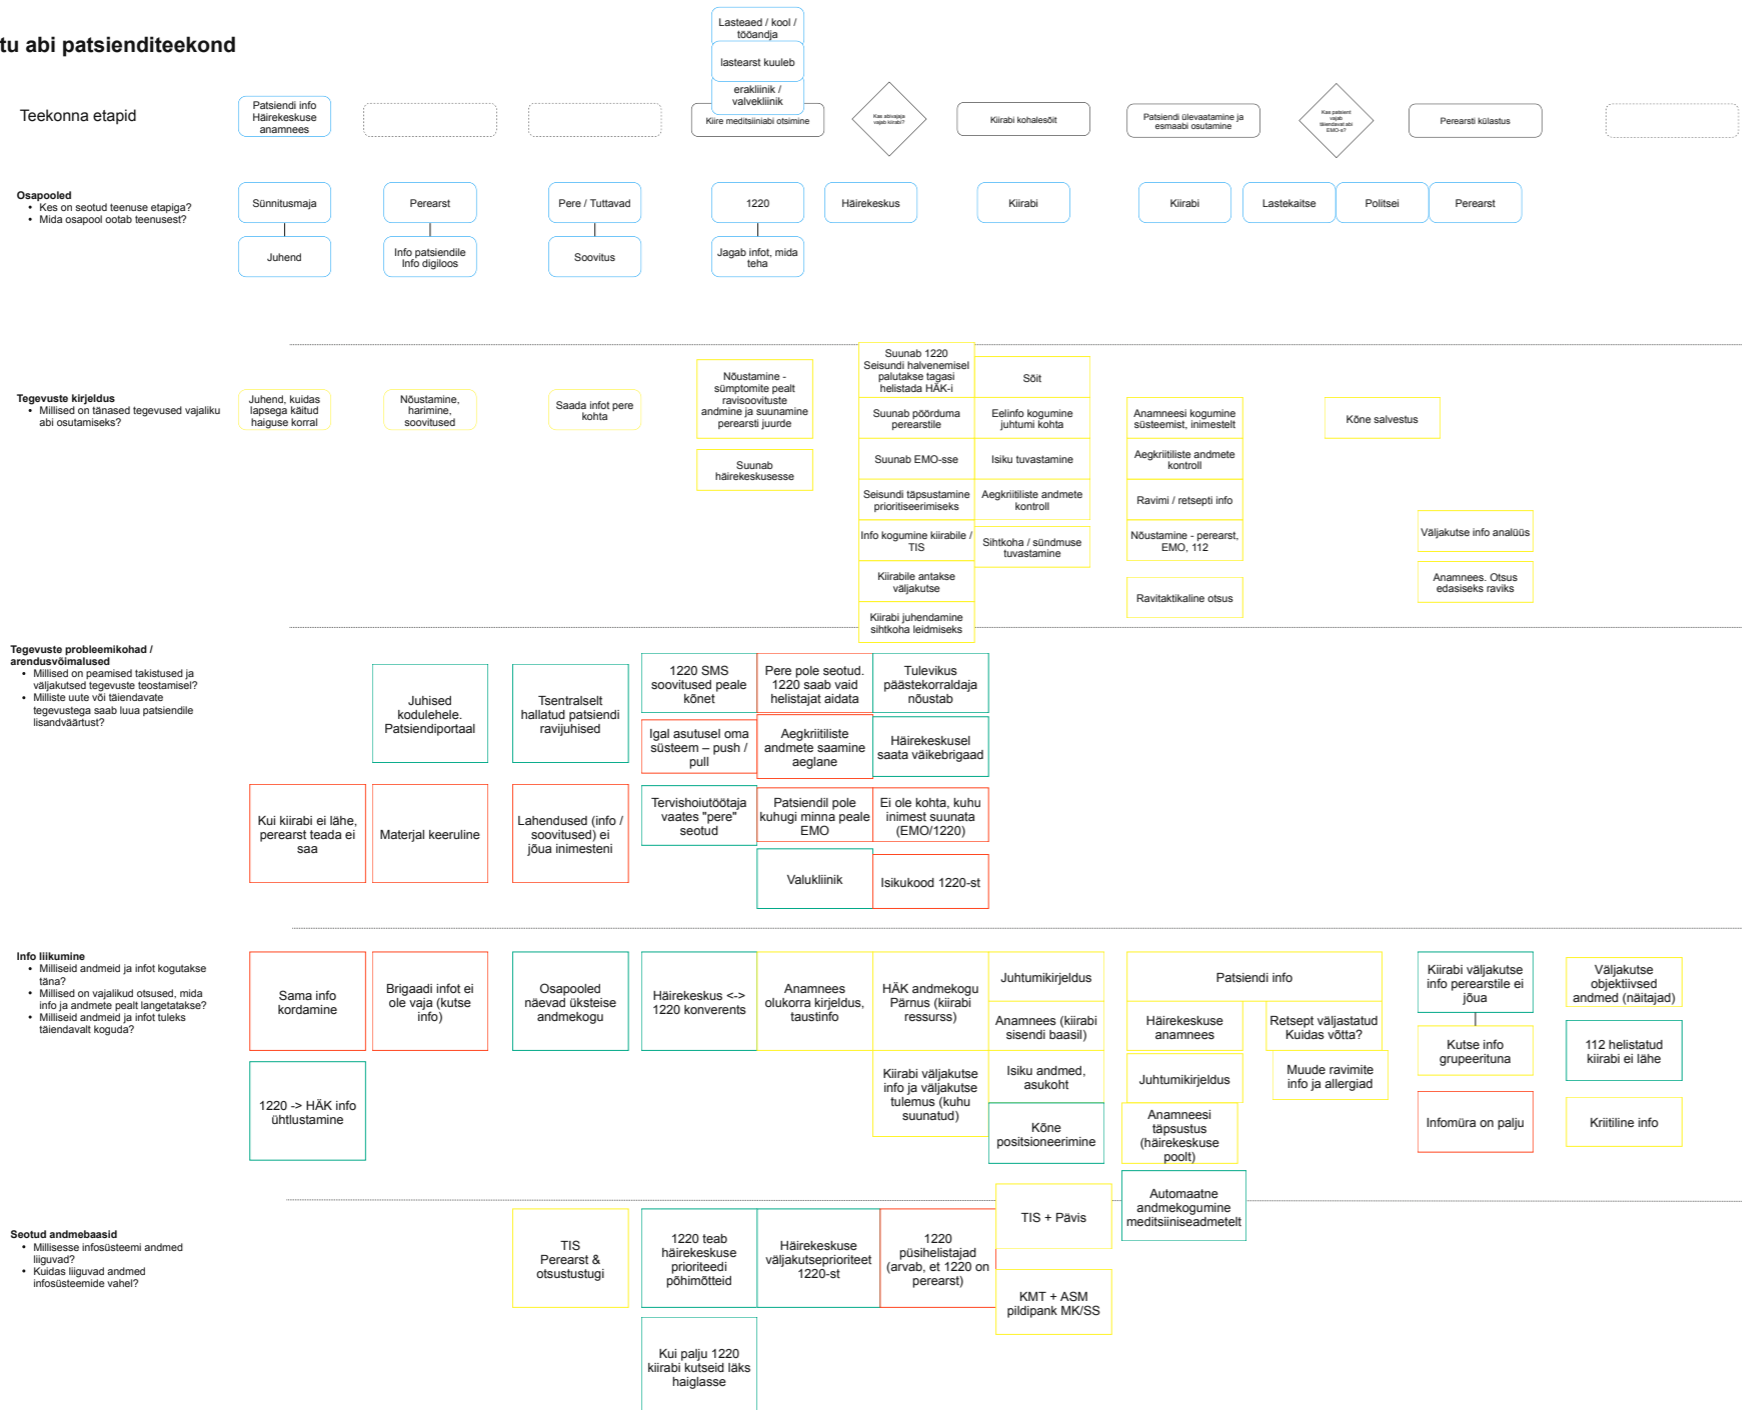 tu abi patsienditeekond
Lasteaed / kool /
tööandja
lastearst kuuleb
erakliinik /
valvekliinik
Teekonna etapid
Patsiendi info
Häirekeskuse
anamnees
Kiire meditsiiniabi otsimine
Kas abivajaja
vajab kiirabi?
Kiirabi kohalesõit
Patsiendi ülevaatamine ja
esmaabi osutamine
Kas patsient
vajab
täiendavat abi
EMO-s?
Perearsti külastus
Osapooled
• Kes on seotud teenuse etapiga?
• Mida osapool ootab teenusest?
Sünnitusmaja
Perearst
Pere / Tuttavad
1220
Häirekeskus
Kiirabi
Kiirabi
Lastekaitse
Politsei
Perearst
Juhend
Info patsiendile
Info digiloos
Soovitus
Jagab infot, mida
teha
Tegevuste kirjeldus
• Millised on tänased tegevused vajaliku
abi osutamiseks?
Juhend, kuidas
lapsega käitud
haiguse korral
Nõustamine,
harimine,
soovitused
Saada infot pere
kohta
Nõustamine -
sümptomite pealt
ravisoovituste
andmine ja suunamine
perearsti juurde
Suunab
häirekeskusesse
Suunab 1220
Seisundi halvenemisel
palutakse tagasi
helistada HÄK-i
Suunab pöörduma
perearstile
Suunab EMO-sse
Seisundi täpsustamine
prioritiseerimiseks
Info kogumine kiirabile /
TIS
Kiirabile antakse
väljakutse
Kiirabi juhendamine
sihtkoha leidmiseks
Sõit
Eelinfo kogumine
juhtumi kohta
Isiku tuvastamine
Aegkriitiliste andmete
kontroll
Sihtkoha / sündmuse
tuvastamine
Anamneesi kogumine
süsteemist, inimestelt
Aegkriitiliste andmete
kontroll
Ravimi / retsepti info
Nõustamine - perearst,
EMO, 112
Ravitaktikaline otsus
Kõne salvestus
Väljakutse info analüüs
Anamnees. Otsus
edasiseks raviks
Tegevuste probleemikohad /
arendusvõimalused
• Millised on peamised takistused ja
väljakutsed tegevuste teostamisel?
• Milliste uute või täiendavate
tegevustega saab luua patsiendile
lisandväärtust?
Juhised
kodulehele.
Patsiendiportaal
Tsentralselt
hallatud patsiendi
ravijuhised
1220 SMS
soovitused peale
kõnet
Pere pole seotud.
1220 saab vaid
helistajat aidata
Tulevikus
päästekorraldaja
nõustab
Igal asutusel oma
süsteem – push /
pull
Aegkriitiliste
andmete saamine
aeglane
Häirekeskusel
saata väikebrigaad
Kui kiirabi ei lähe,
perearst teada ei
saa
Materjal keeruline
Lahendused (info /
soovitused) ei
jõua inimesteni
Tervishoiutöötaja
vaates "pere"
seotud
Patsiendil pole
kuhugi minna peale
EMO
Ei ole kohta, kuhu
inimest suunata
(EMO/1220)
Valukliinik
Isikukood 1220-st
Info liikumine
• Milliseid andmeid ja infot kogutakse
täna?
• Millised on vajalikud otsused, mida
info ja andmete pealt langetatakse?
• Milliseid andmeid ja infot tuleks
täiendavalt koguda?
Sama info
kordamine
Brigaadi infot ei
ole vaja (kutse
info)
Osapooled
näevad üksteise
andmekogu
Häirekeskus <->
1220 konverents
Anamnees
olukorra kirjeldus,
taustinfo
HÄK andmekogu
Pärnus (kiirabi
ressurss)
Juhtumikirjeldus
Anamnees (kiirabi
sisendi baasil)
Patsiendi info
Häirekeskuse
anamnees
Retsept väljastatud
Kuidas võtta?
Kiirabi väljakutse
info perearstile ei
jõua
Väljakutse
objektiivsed
andmed (näitajad)
1220 -> HÄK info
ühtlustamine
Kiirabi väljakutse
info ja väljakutse
tulemus (kuhu
suunatud)
Isiku andmed,
asukoht
Kõne
positsioneerimine
Juhtumikirjeldus
Muude ravimite
info ja allergiad
Anamneesi
täpsustus
(häirekeskuse
poolt)
Kutse info
grupeerituna
112 helistatud
kiirabi ei lähe
Infomüra on palju
Kriitiline info
Automaatne
andmekogumine
meditsiiniseadmetelt
Seotud andmebaasid
• Millisesse infosüsteemi andmed
liiguvad?
• Kuidas liiguvad andmed
infosüsteemide vahel?
TIS
Perearst &
otsustustugi
1220 teab
häirekeskuse
prioriteedi
põhimõtteid
Häirekeskuse
väljakutseprioriteet
1220-st
1220
püsihelistajad
(arvab, et 1220 on
perearst)
TIS + Pävis
KMT + ASM
pildipank MK/SS
Kui palju 1220
kiirabi kutseid läks
haiglasse